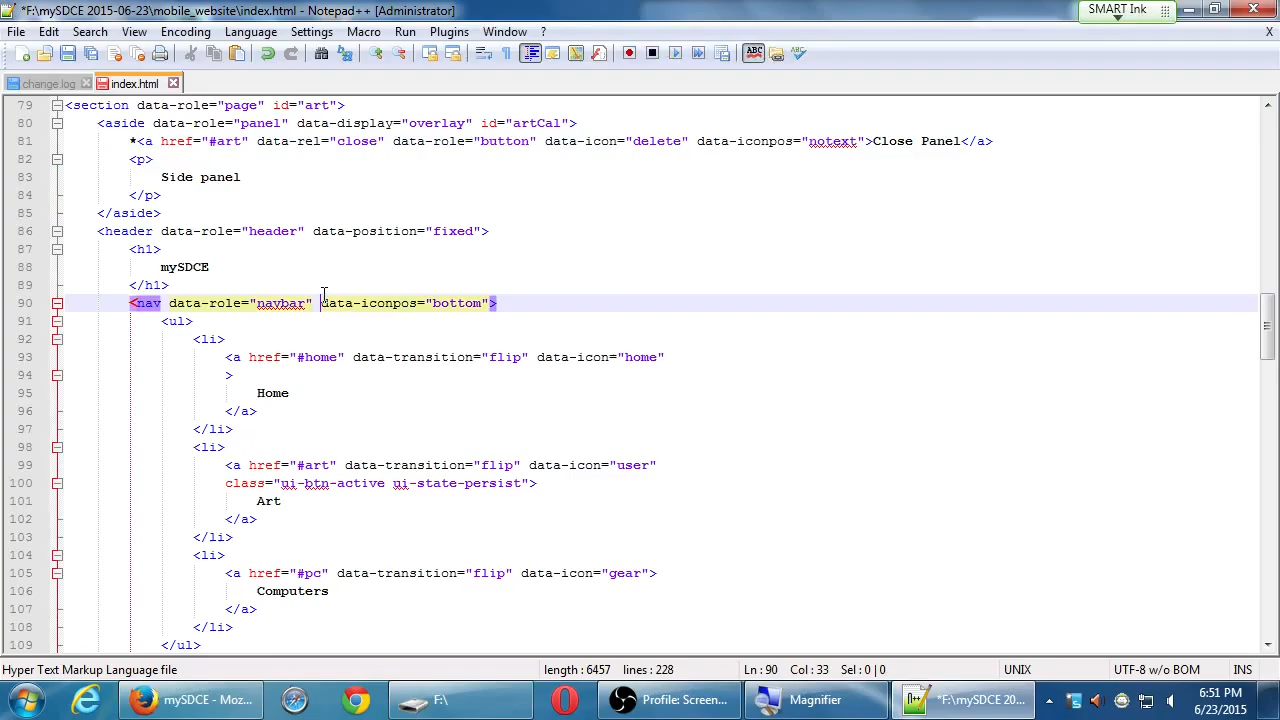 *F:\mySDCE 2015-06-23\mobile_website\index.html - Notepad++ [Administrator]
SMART Ink
File Edit Search View Encoding Language Settings Macro Run Plugins Window ? X
change.log index.html
79 <section data-role="page" id="art">
80 <aside data-role="panel" data-display="overlay" id="artCal">
81 *<a href="#art" data-rel="close" data-role="button" data-icon="delete" data-iconpos="notext">Close Panel</a>
82 <p>
83 Side panel
84 </p>
85 </aside>
86 <header data-role="header" data-position="fixed">
87 <h1>
88 mySDCE
89 </h1>
90 <nav data-role="navbar" data-iconpos="bottom">
91 <ul>
92 <li>
93 <a href="#home" data-transition="flip" data-icon="home"
94 >
95 Home
96 </a>
97 </li>
98 <li>
99 <a href="#art" data-transition="flip" data-icon="user"
100 class="ui-btn-active ui-state-persist">
101 Art
102 </a>
103 </li>
104 <li>
105 <a href="#pc" data-transition="flip" data-icon="gear">
106 Computers
107 </a>
108 </li>
109 </ul>
Hyper Text Markup Language file length : 6457 lines : 228 Ln : 90 Col : 33 Sel : 0 | 0 UNIX UTF-8 w/o BOM INS
mySDCE - Moz... F:\ Profile: Screen... Magnifier *F:\mySDCE 20... 6:51 PM
6/23/2015